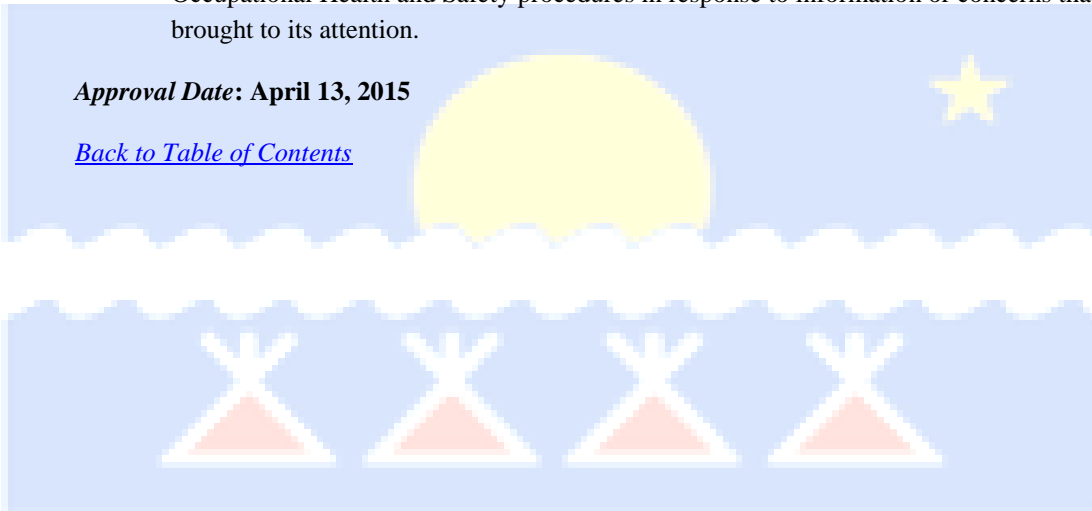 Occupational Health and Safety procedures in response to information or concerns tha
brought to its attention.
Approval Date: April 13, 2015
Back to Table of Contents